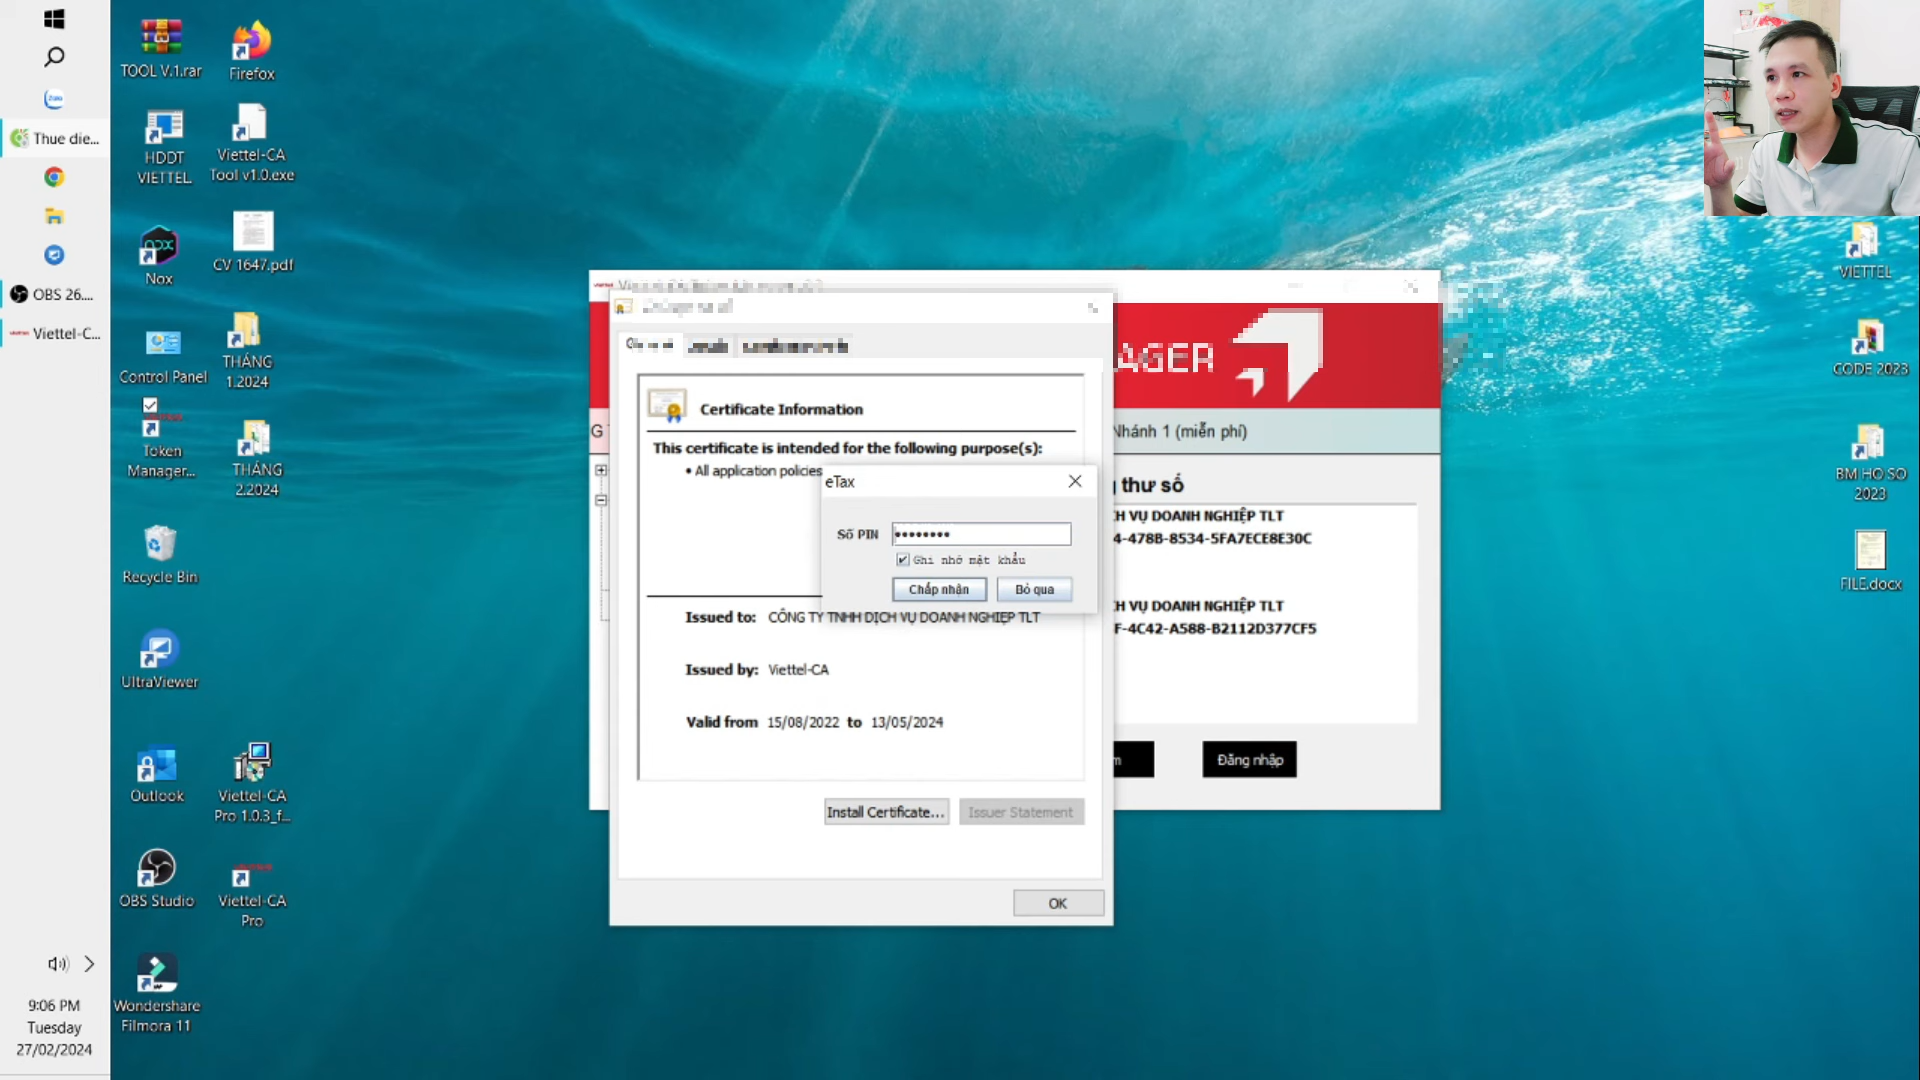 Thue die...
OBS 26....
Viettel-C...
9:06 PM
Tuesday
27/02/2024
TOOL V.1.rar
Firefox
HDDT
VIETTEL
Viettel-CA
Tool v1.0.exe
Nox
CV 1647.pdf
Control Panel
THÁNG
1.2024
Token
Manager...
THÁNG
2.2024
Recycle Bin
UltraViewer
Outlook
Viettel-CA
Pro 1.0.3_f...
OBS Studio
Viettel-CA
Pro
Wondershare
Filmora 11
VIETTEL
CODE 2023
BM HO SO
2023
FILE.docx
AGER
G
Nhánh 1 (miễn phí)
thư số
H VỤ DOANH NGHIỆP TLT
4-478B-8534-5FA7ECE8E30C
H VỤ DOANH NGHIỆP TLT
F-4C42-A588-B2112D377CF5
m
Đăng nhập
Certificate Information
This certificate is intended for the following purpose(s):
• All application policies
eTax
Số PIN
Ghi nhớ mật khẩu
Chấp nhận
Bỏ qua
Issued to: CÔNG TY TNHH DỊCH VỤ DOANH NGHIỆP TLT
Issued by: Viettel-CA
Valid from 15/08/2022 to 13/05/2024
Install Certificate...
Issuer Statement
OK